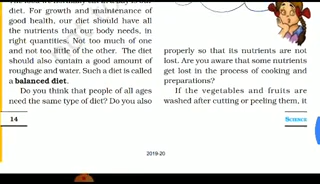 diet. For growth and maintenance of
good health, our diet should have all
the nutrients that our body needs, in
right quantities. Not too much of one
and not too little of the other. The diet
should also contain a good amount of
roughage and water. Such a diet is called
a balanced diet.
Do you think that people of all ages
need the same type of diet? Do you also
properly so that its nutrients are not
lost. Are you aware that some nutrients
get lost in the process of cooking and
preparations?
If the vegetables and fruits are
washed after cutting or peeling them, it
14
SCIENCE
2019-20